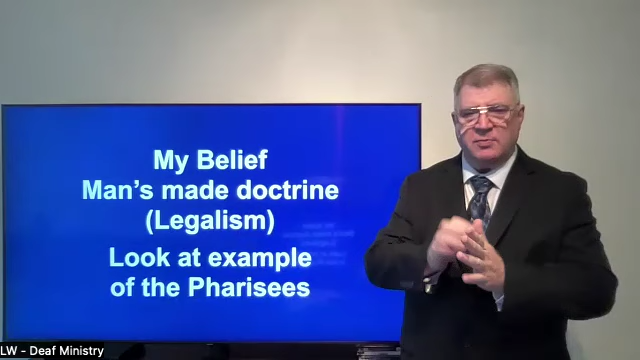 My Belief
Man's made doctrine
(Legalism)
Look at example
of the Pharisees
LW - Deaf Ministry